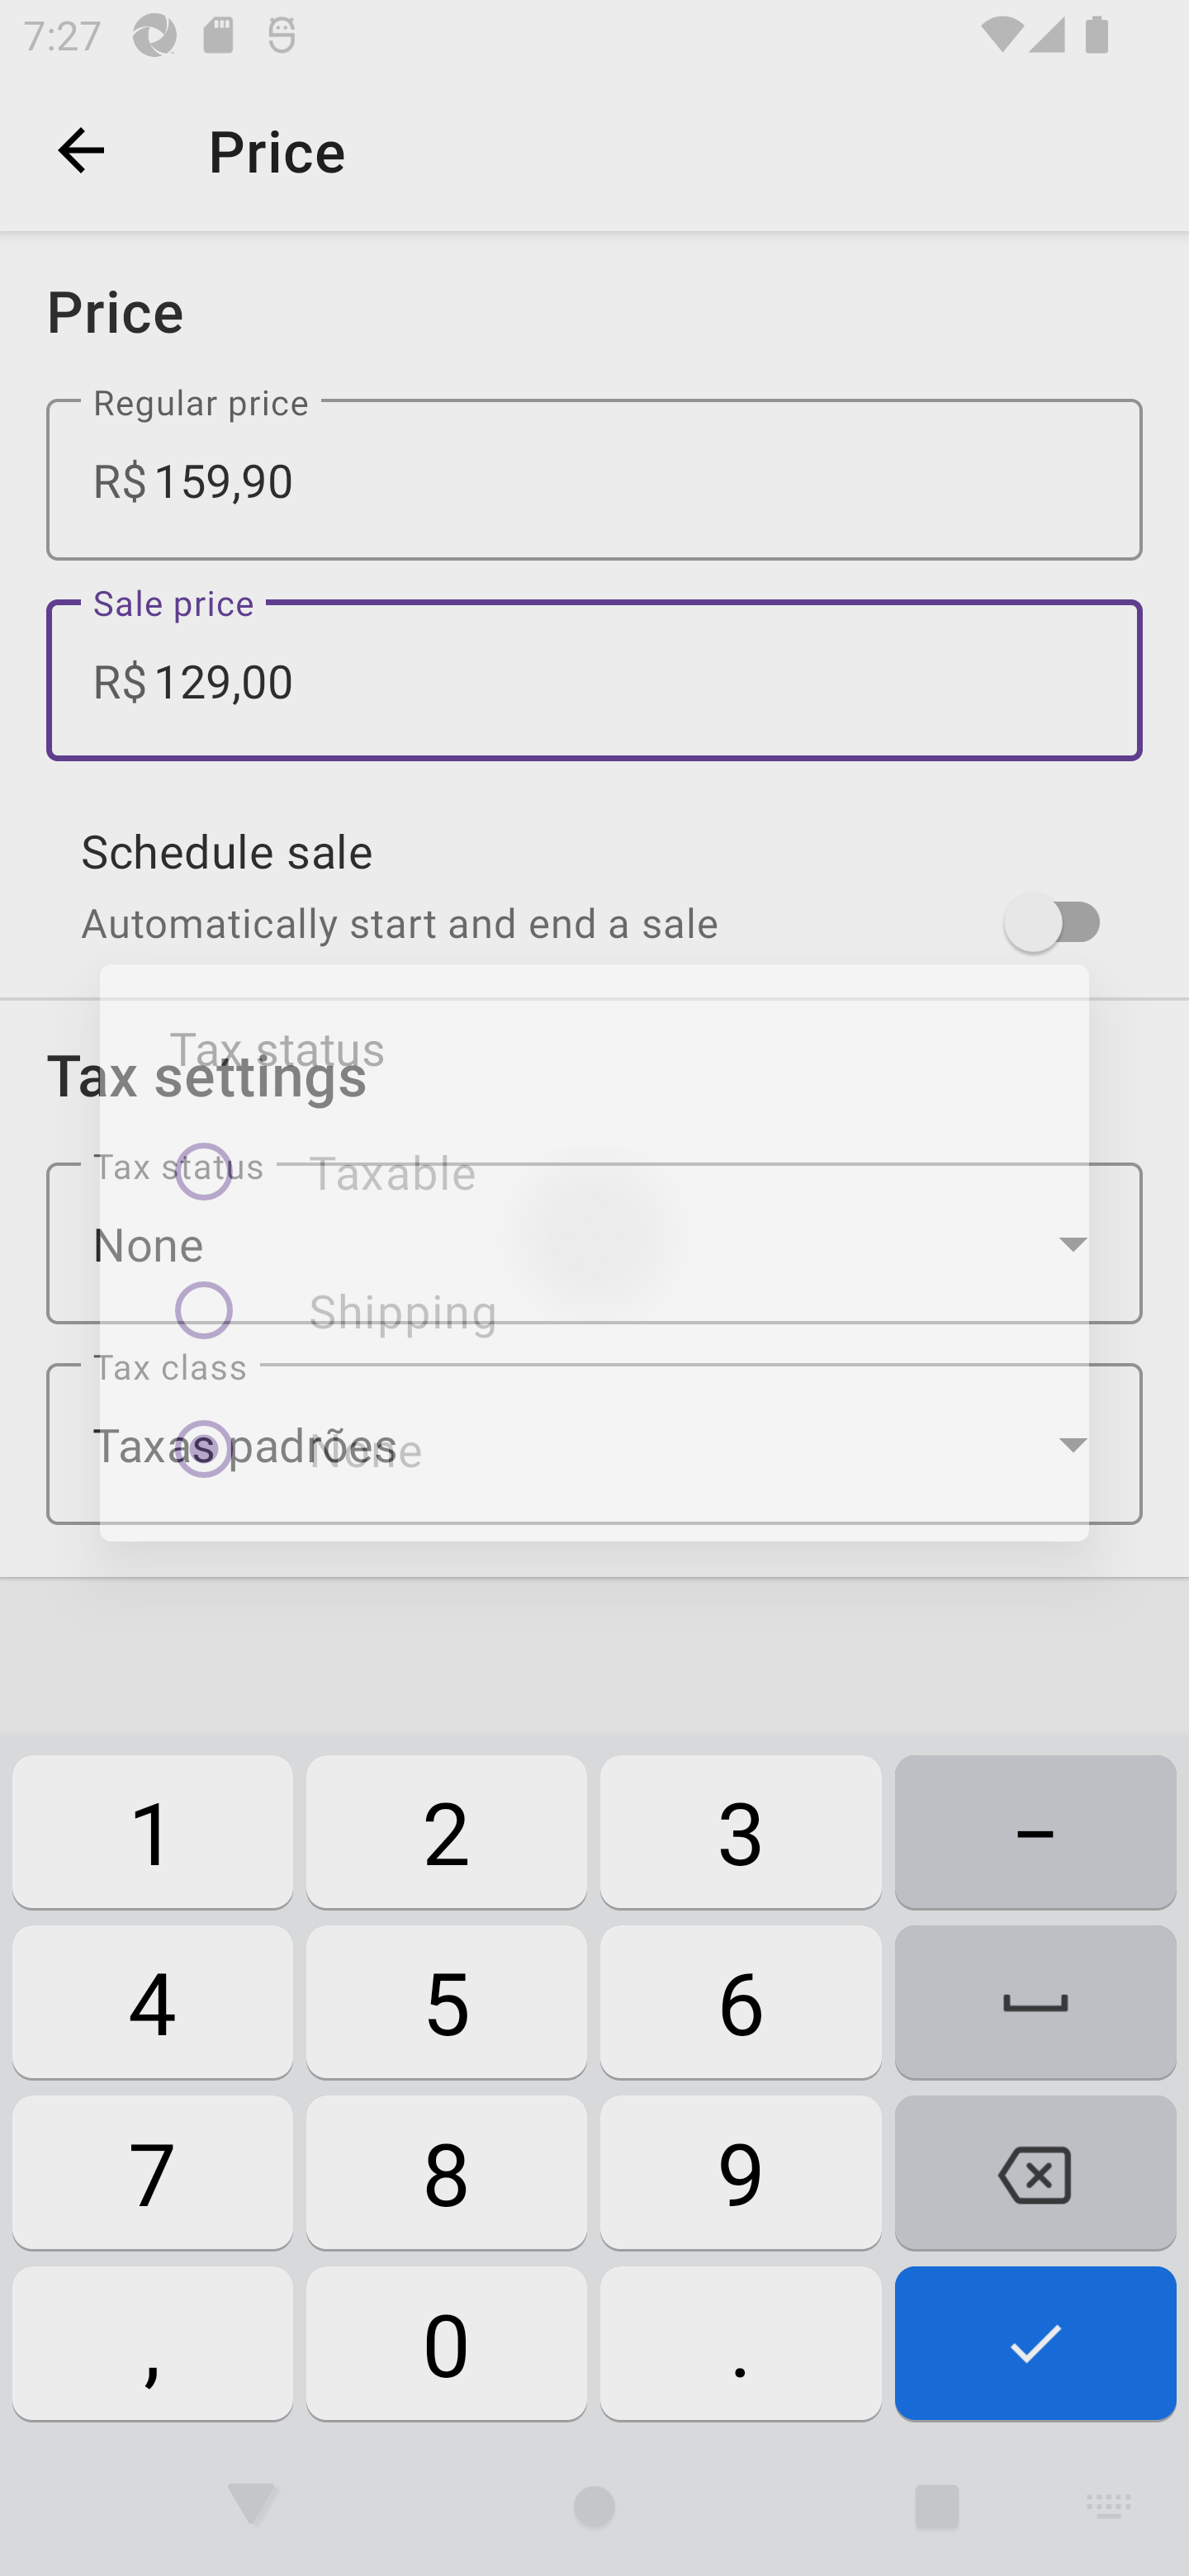 7:27
Price
Price
Regular price
R$ 159,90
Sale price
R$ 129,00
Schedule sale
Automatically start and end a sale
Tax status
Tax settings
Tax status
Taxable
None
Shipping
Tax class
Taxas padrões
None
1 2 3 –
4 5 6
7 8 9
, 0 .